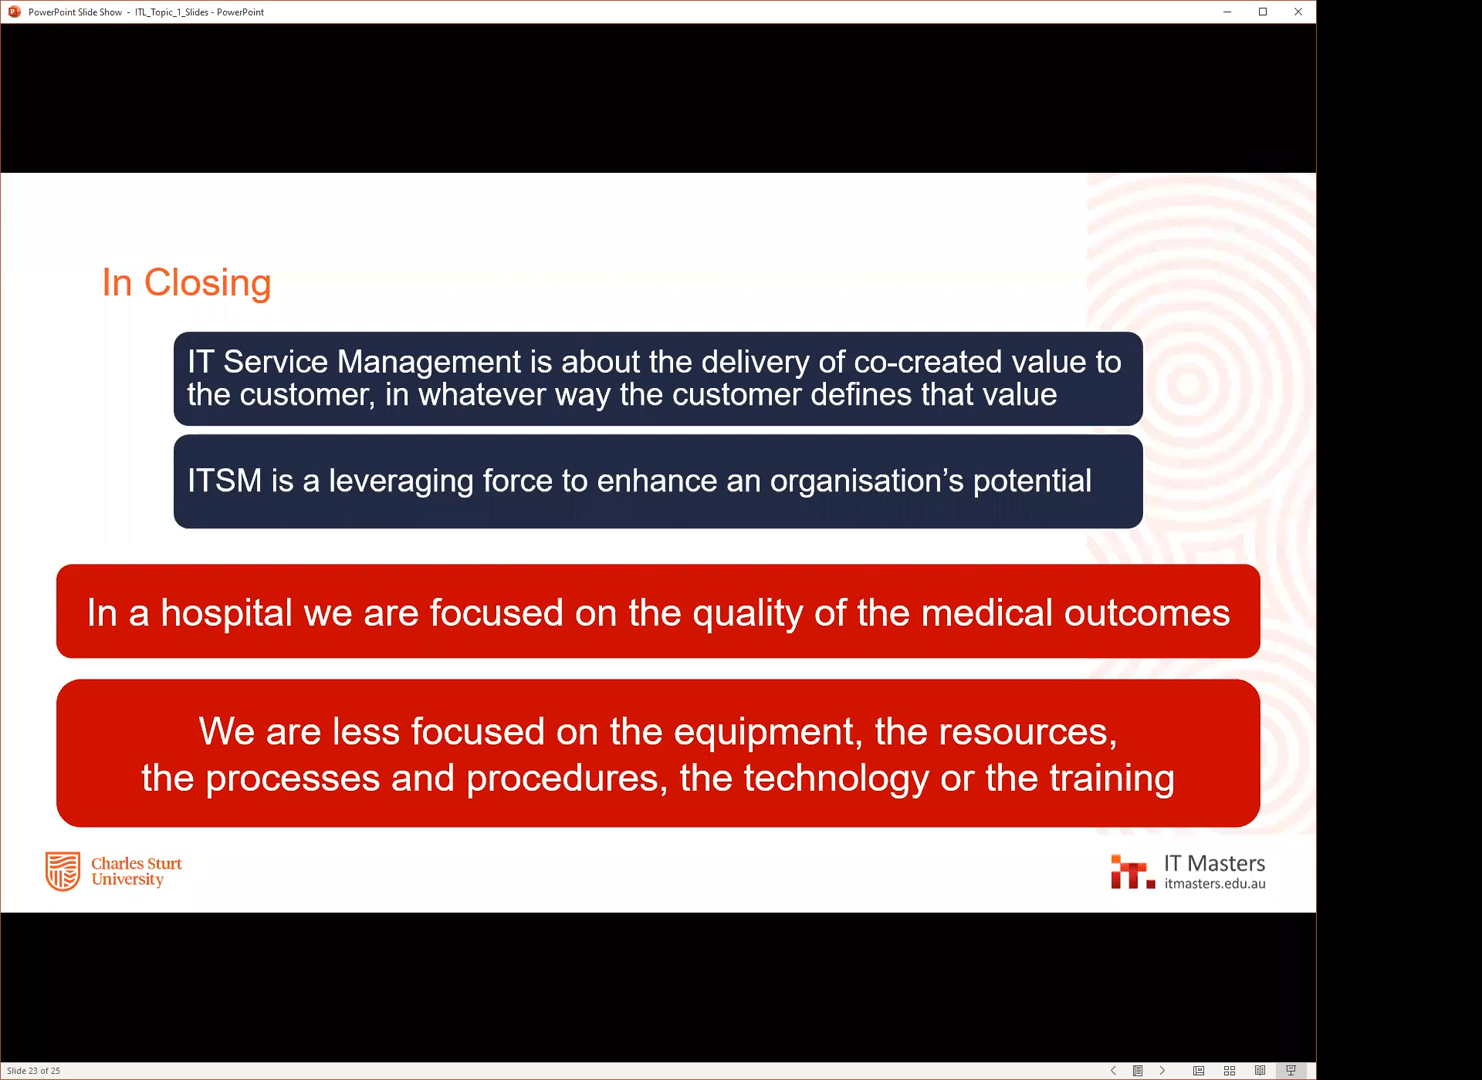 PowerPoint Slide Show - ITL_Topic_1_Slides - PowerPoint
In Closing
IT Service Management is about the delivery of co-created value to
the customer, in whatever way the customer defines that value
ITSM is a leveraging force to enhance an organisation’s potential
In a hospital we are focused on the quality of the medical outcomes
We are less focused on the equipment, the resources,
the processes and procedures, the technology or the training
Charles Sturt
University
it.
IT Masters
itmasters.edu.au
Slide 23 of 25